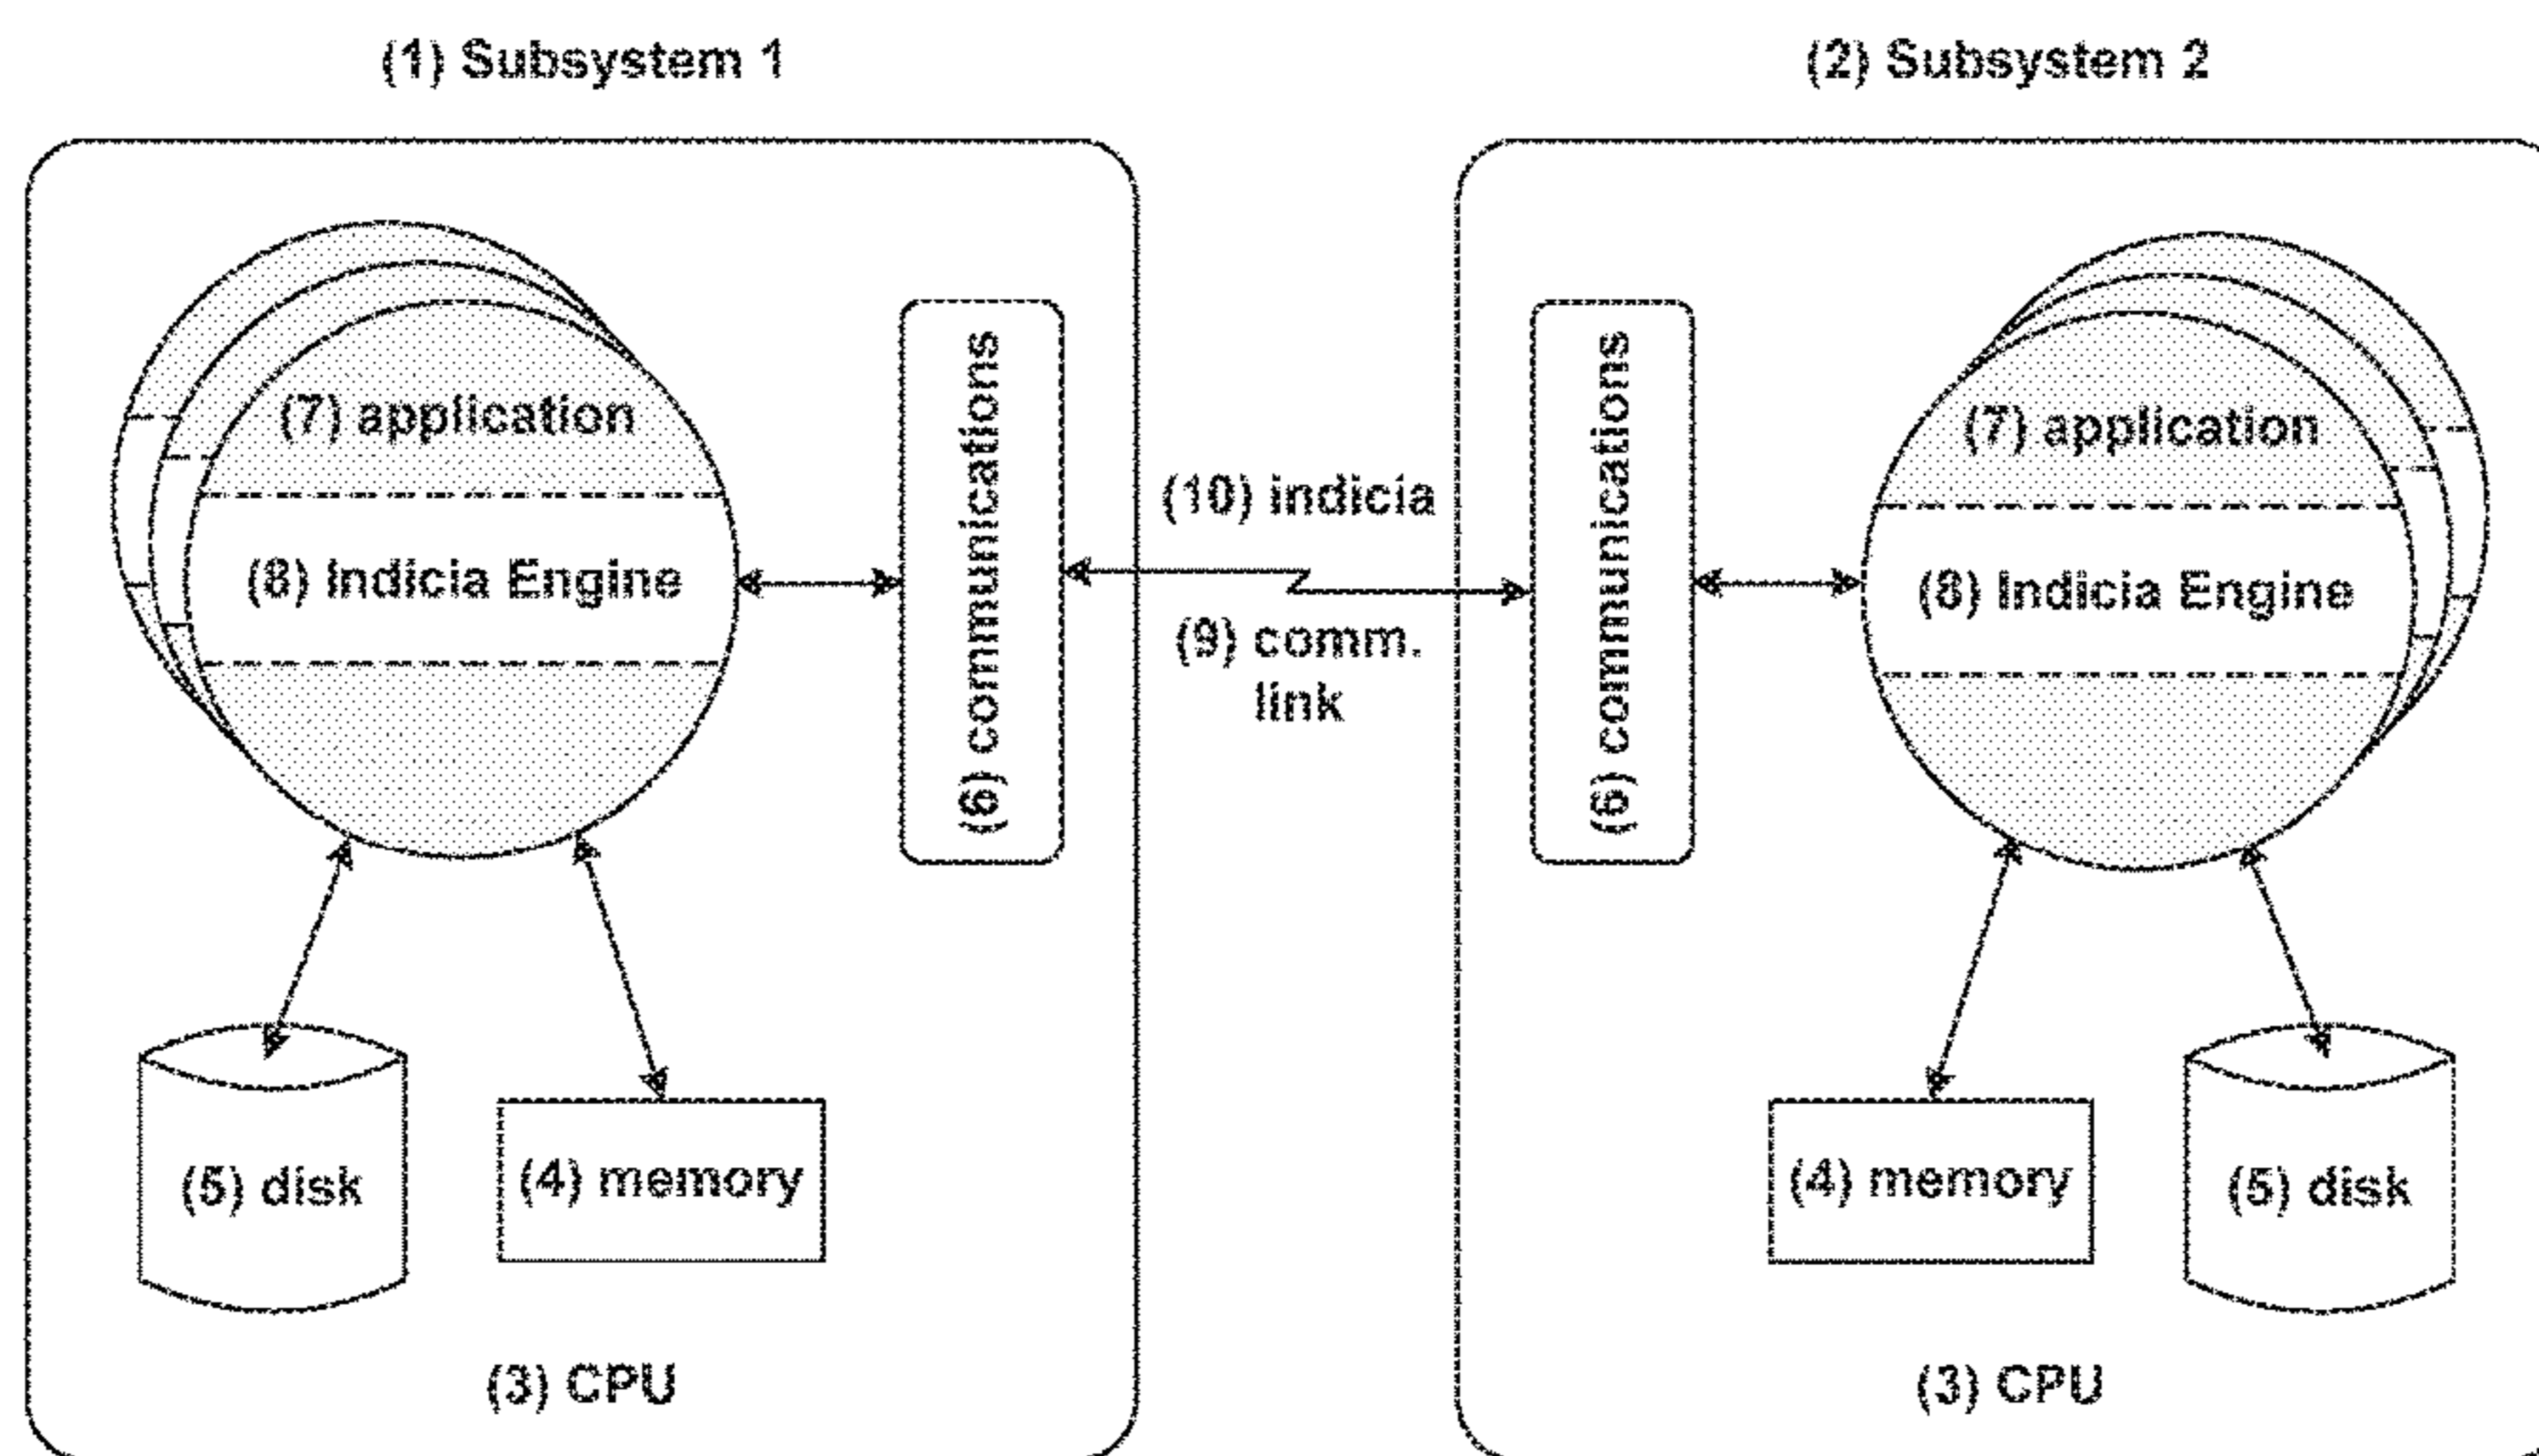 (1) Subsystem 1
(2) Subsystem 2
(7) application
(8) Indicia Engine
(6) communications
(5) disk
(4) memory
(3) CPU
(10) indicia
(9) comm.
link
(6) communications
(7) application
(8) Indicia Engine
(4) memory
(5) disk
(3) CPU